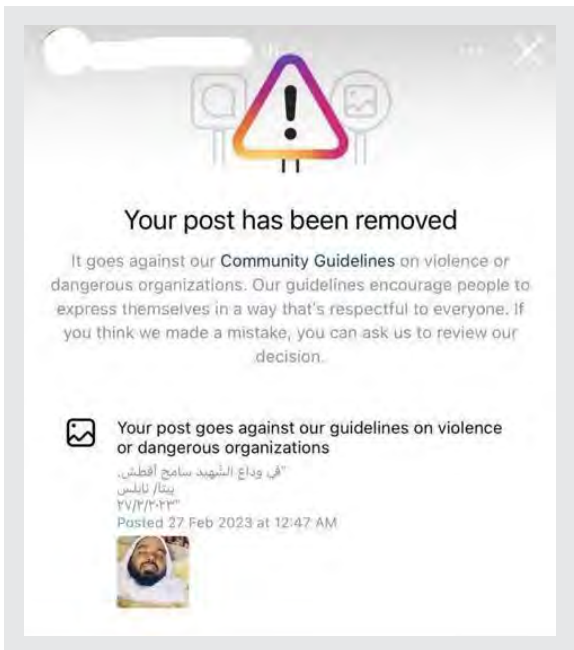 Your post has been removed
It goes against our Community Guidelines on violence or
dangerous organizations. Our guidelines encourage people to
express themselves in a way that's respectful to everyone. If
you think we made a mistake, you can ask us to review our
decision.
Your post goes against our guidelines on violence
or dangerous organizations
"في وداع الشّهيد سامح أقطش.
بيتا/ نابلس
٢٧/٢/٢٠٢٣"
Posted 27 Feb 2023 at 12:47 AM